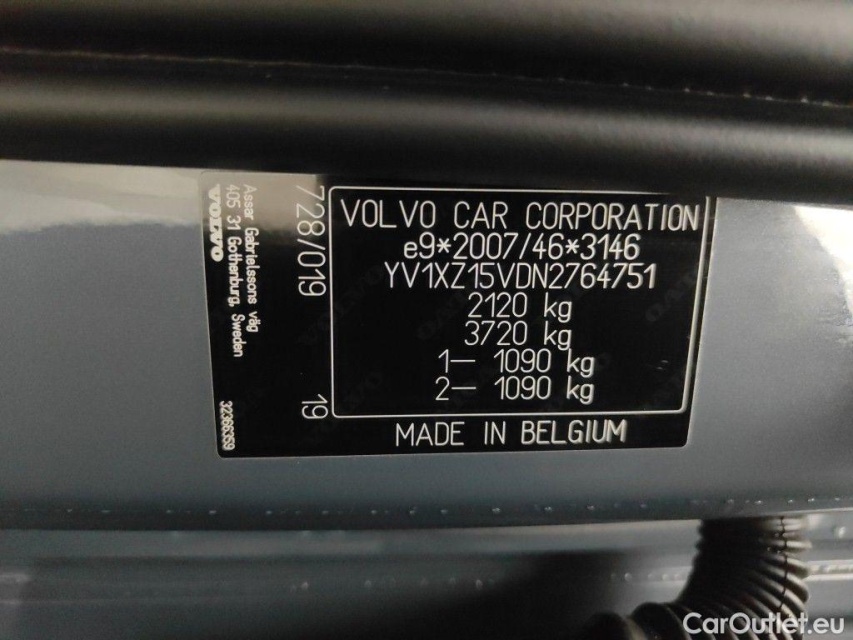 VOLVO CAR CORPORATION
e9*2007/46*3146
YV1XZ15VDN2764751
2120 kg
3720 kg
1— 1090 kg
2— 1090 kg
MADE IN BELGIUM
728/019
19
Assar Gabrielssons väg
405 31 Gothenburg, Sweden
VOLVO
32366359
CarOutlet.eu